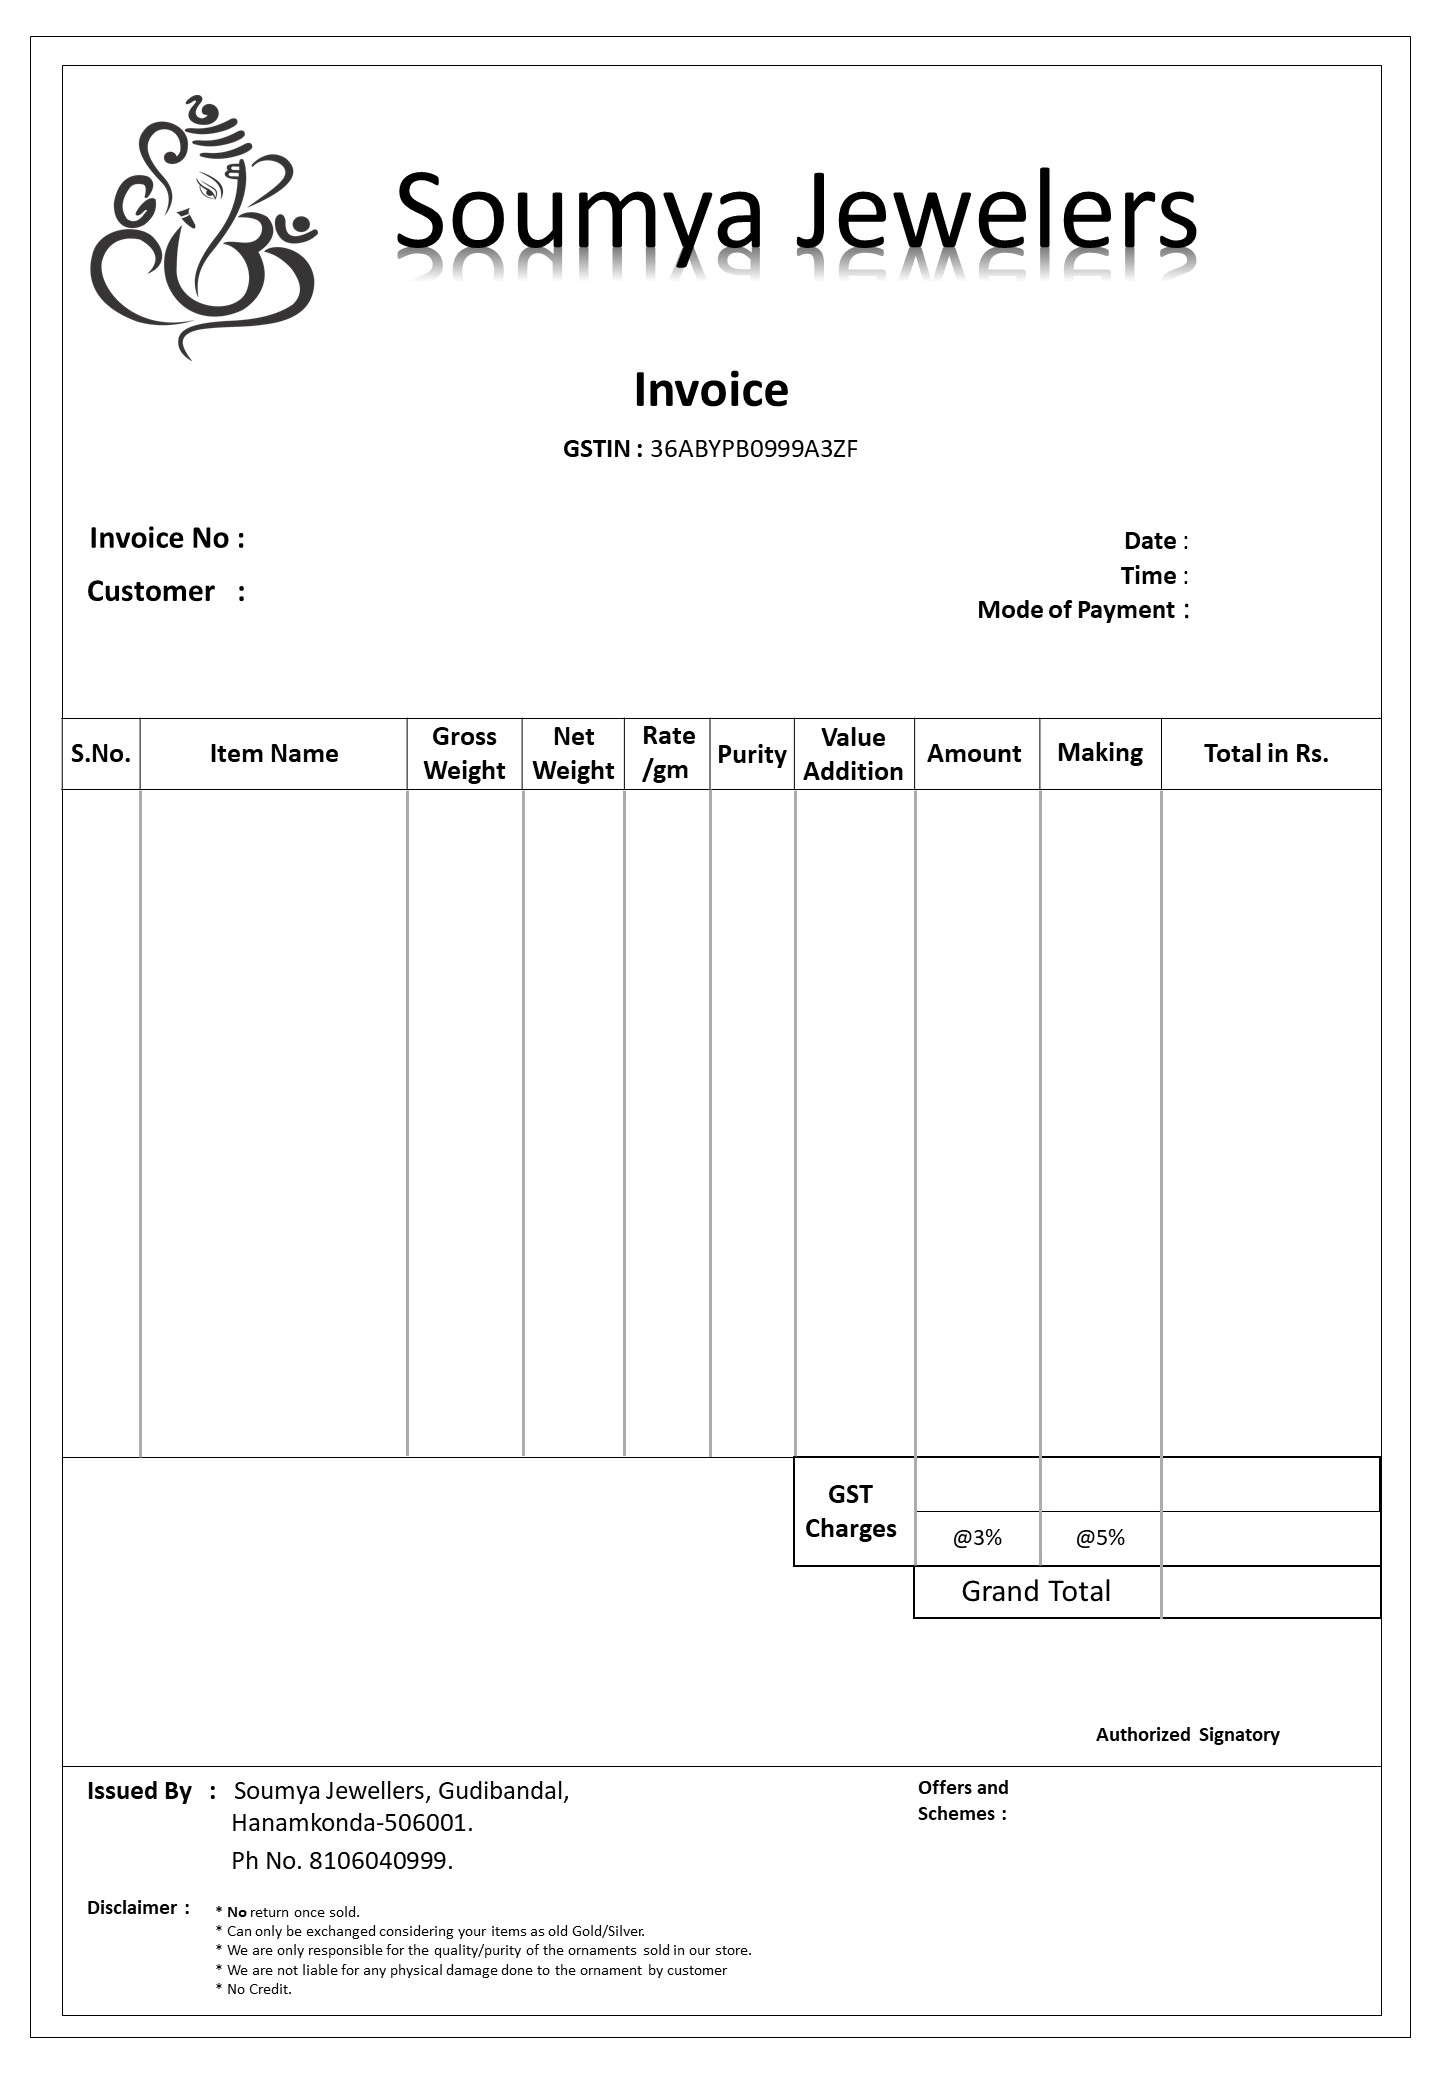 Soumya Jewelers
Invoice
GSTIN : 36ABYPB0999A3ZF
Invoice No :
Customer :
Date :
Time :
Mode of Payment :
S.No.
Item Name
Gross
Weight
Net
Weight
Rate
/gm
Purity
Value
Addition
Amount
Making
Total in Rs.
GST
Charges
@3%
@5%
Grand Total
Authorized Signatory
Issued By : Soumya Jewellers, Gudibandal,
Hanamkonda-506001.
Ph No. 8106040999.
Offers and
Schemes :
Disclaimer :
* No return once sold.
* Can only be exchanged considering your items as old Gold/Silver.
* We are only responsible for the quality/purity of the ornaments sold in our store.
* We are not liable for any physical damage done to the ornament by customer
* No Credit.